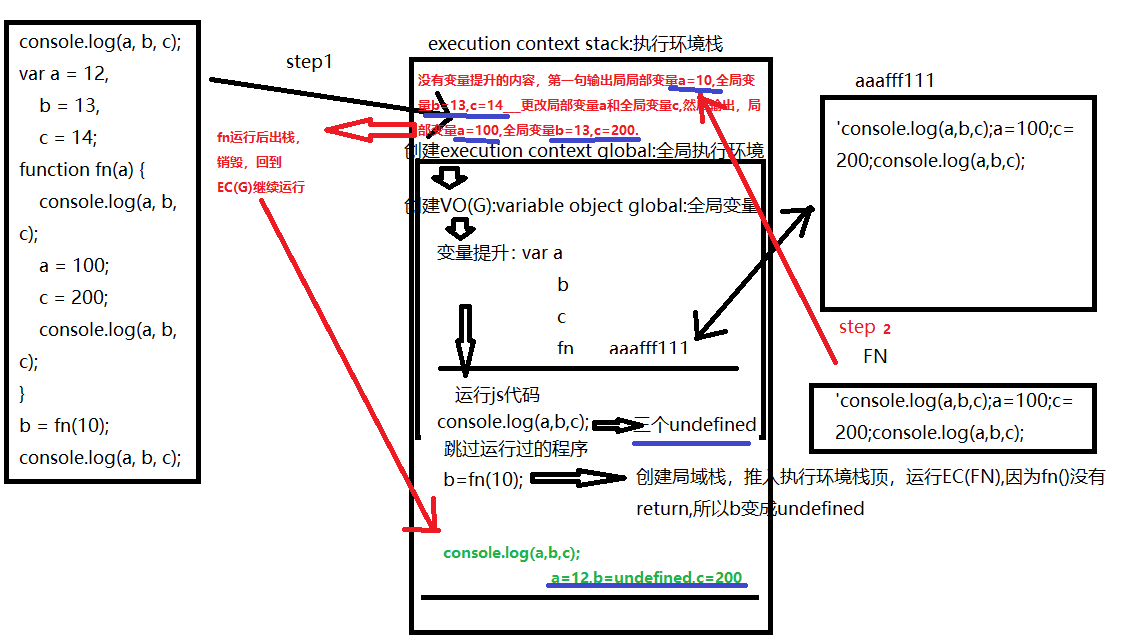 console.log(a, b, c);
var a = 12,
b = 13,
c = 14;
function fn(a) {
console.log(a, b,
c);
a = 100;
c = 200;
console.log(a, b,
c);
}
b = fn(10);
console.log(a, b, c);
step1
fn运行后出栈,
销毁，回到
EC(G)继续运行
execution context stack:执行环境栈
没有变量提升的内容，第一句输出局局部变量a=10,全局变
量b=13,c=14___更改局部变量a和全局变量c,然后输出，局
部变量a=100,全局变量b=13,c=200.
创建execution context global:全局执行环境
创建VO(G):variable object global:全局变量
变量提升：var a
b
c
fn aaafff111
运行js代码
console.log(a,b,c);
三个undefined
跳过运行过的程序
b=fn(10);
创建局域栈，推入执行环境栈顶，运行EC(FN),因为fn()没有
return,所以b变成undefined
console.log(a,b,c);
a=12,b=undefined,c=200
aaafff111
'console.log(a,b,c);a=100;c=
200;console.log(a,b,c);
step 2
FN
'console.log(a,b,c);a=100;c=
200;console.log(a,b,c);